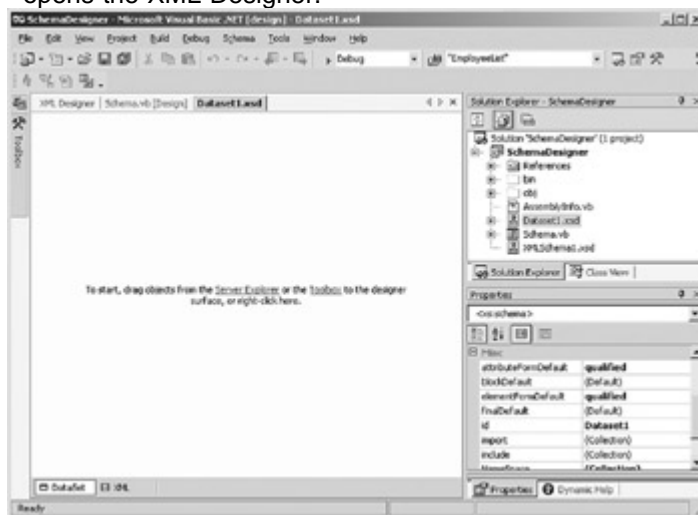 opens the XML Designer:
SchemaDesigner - Microsoft Visual Basic .NET [design] - Dataset1.xsd
File Edit View Project Build Debug Schema Tools Window Help
Debug "EmployeeList"
XML Designer Schema.vb [Design] Dataset1.xsd
Toolbox
To start, drag objects from the Server Explorer or the Toolbox to the designer
surface, or right-click here.
DataSet XML
Solution Explorer - SchemaDesigner
Solution 'SchemaDesigner' (1 project)
SchemaDesigner
References
bin
obj
AssemblyInfo.vb
Dataset1.xsd
Schema.vb
XMLSchema1.xsd
Solution Explorer Class View
Properties
<xs:schema>
Misc
attributeFormDefault qualified
blockDefault (Default)
elementFormDefault qualified
finalDefault (Default)
id Dataset1
import (Collection)
include (Collection)
NameSpace (Collection)
Properties Dynamic Help
Ready